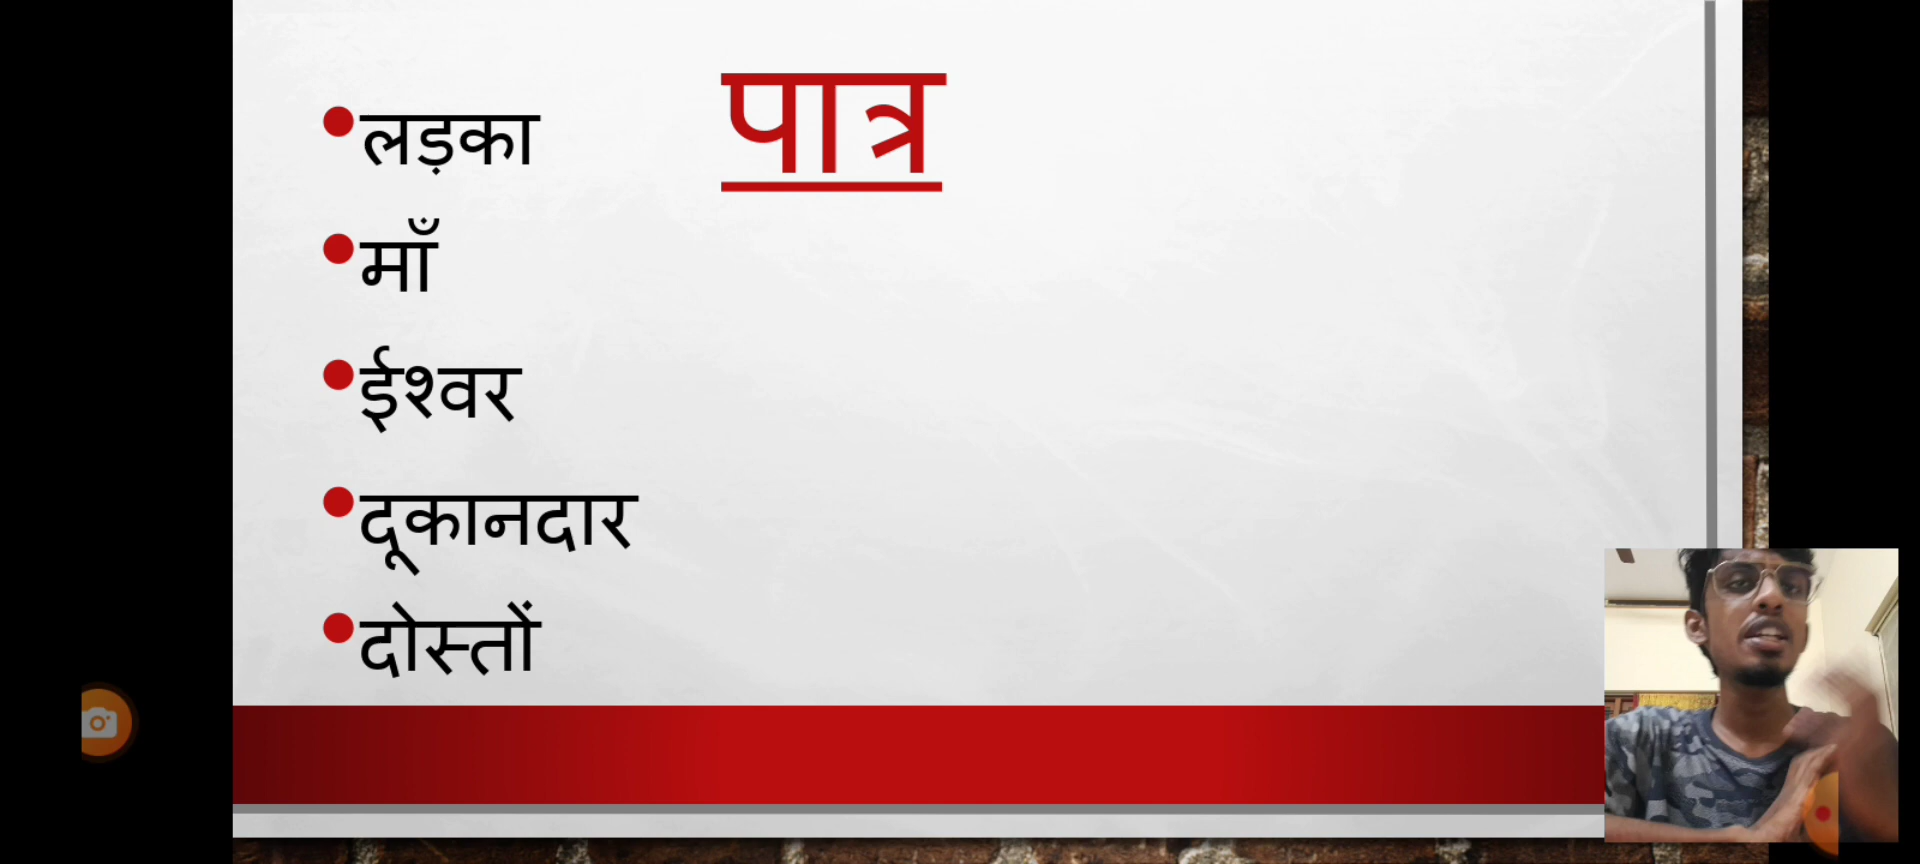 पात्र
लड़का
माँ
ईश्वर
दूकानदार
दोस्तों